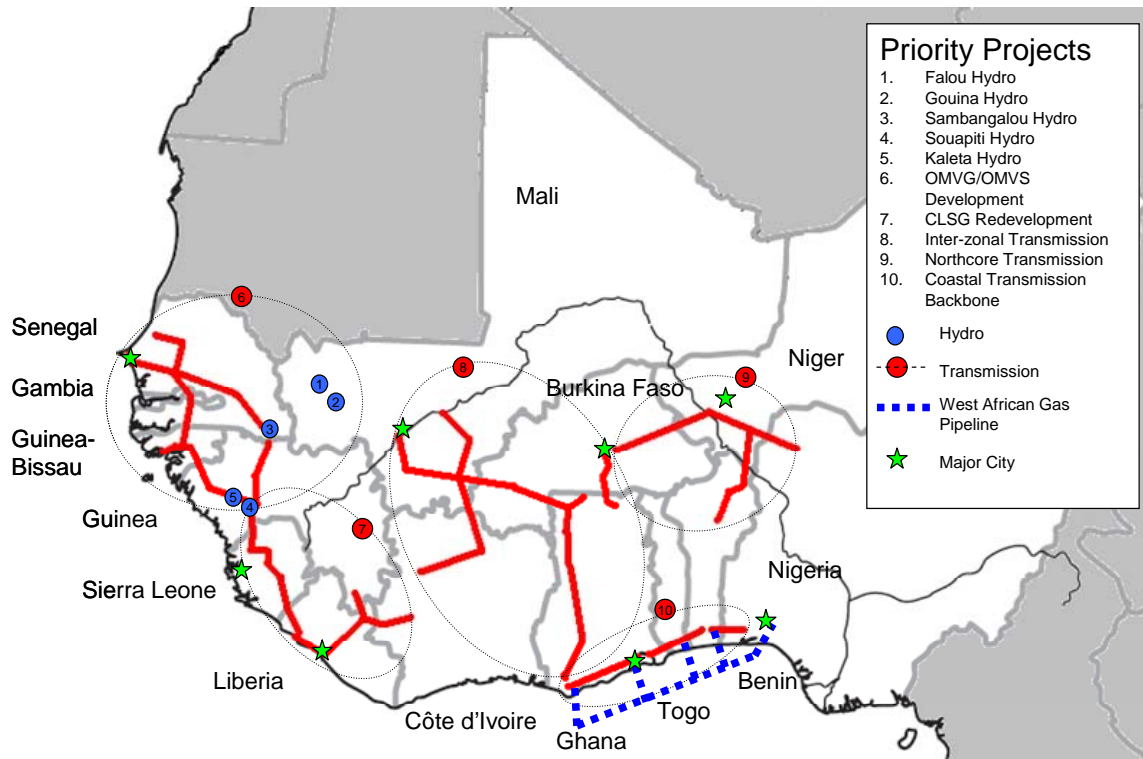 Priority Projects
1. Falou Hydro
2. Gouina Hydro
3. Sambangalou Hydro
4. Souapiti Hydro
5. Kaleta Hydro
6. OMVG/OMVS
Development
7. CLSG Redevelopment
8. Inter-zonal Transmission
9. Northcore Transmission
10. Coastal Transmission
Backbone
Hydro
Transmission
West African Gas
Pipeline
Major City
Mali
6
Senegal
Niger
8
9
1
Burkina Faso
Gambia
2
3
Guinea-
Bissau
5
4
Guinea
7
Nigeria
Sierra Leone
10
Liberia
Benin
Togo
Côte d'Ivoire
Ghana